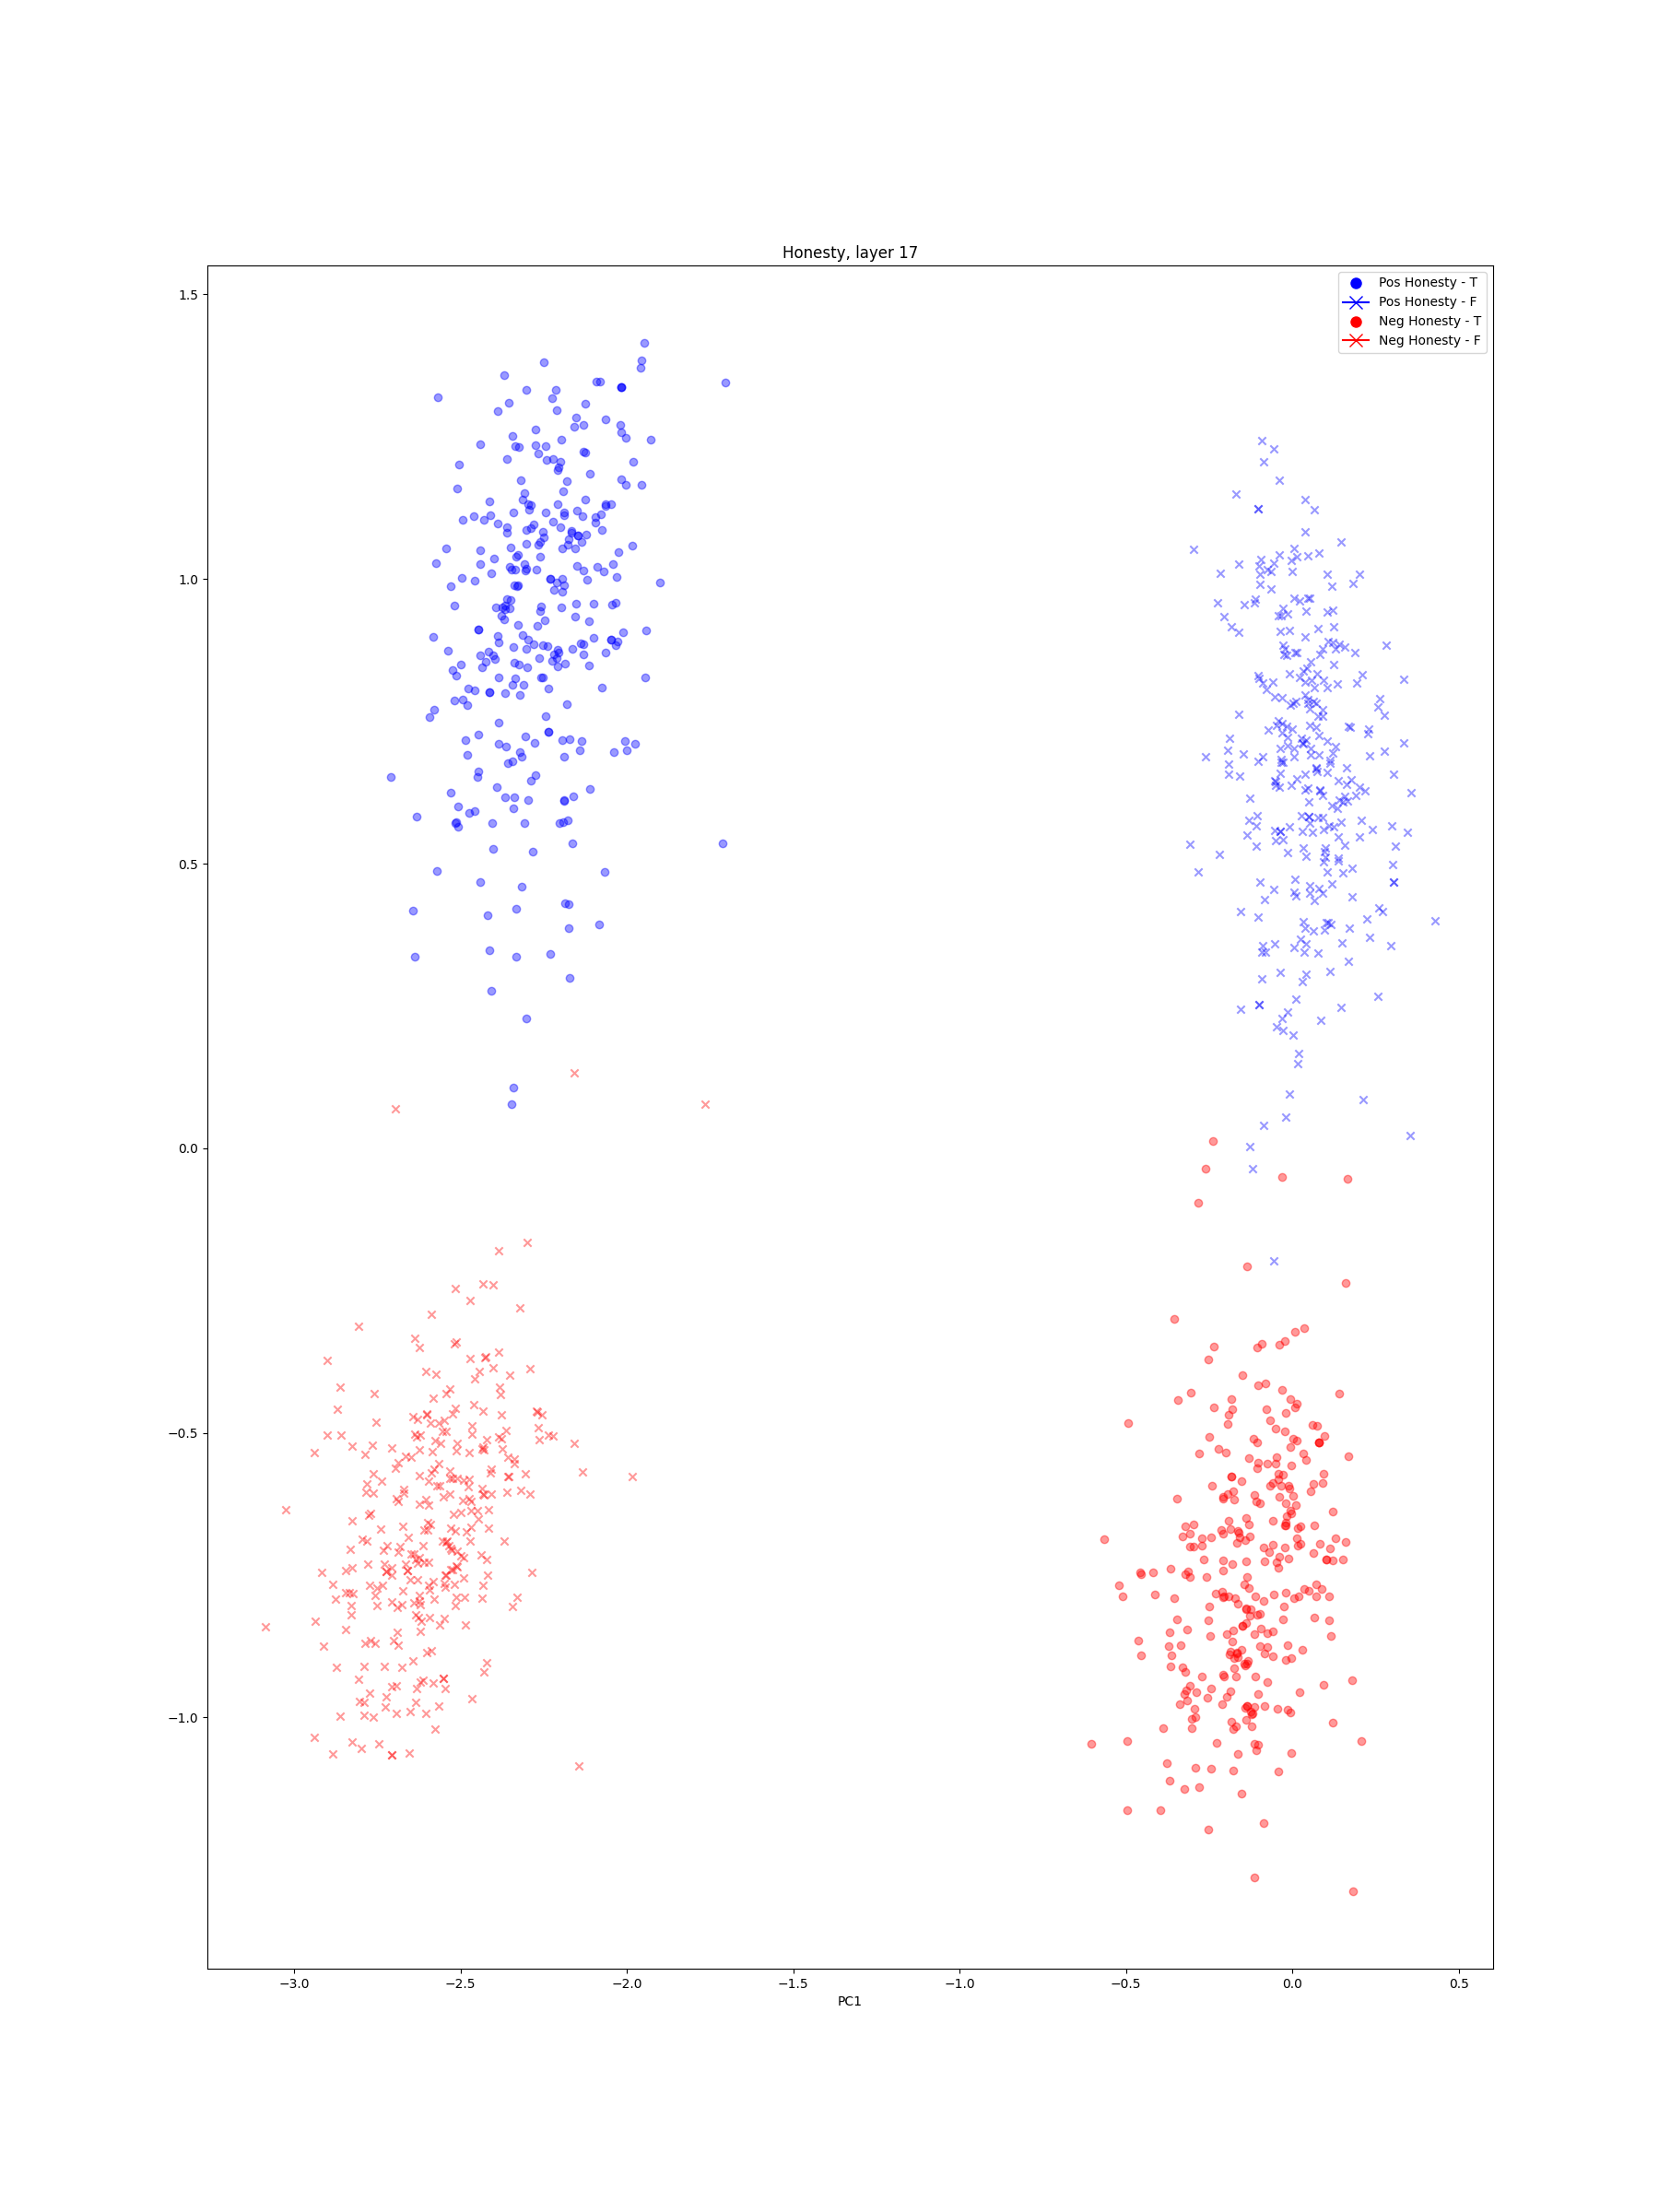 Honesty, layer 17
Pos Honesty - T
Pos Honesty - F
Neg Honesty - T
Neg Honesty - F
1.5
1.0
0.5
0.0
−0.5
−1.0
−3.0 −2.5 −2.0 −1.5 −1.0 −0.5 0.0 0.5
PC1